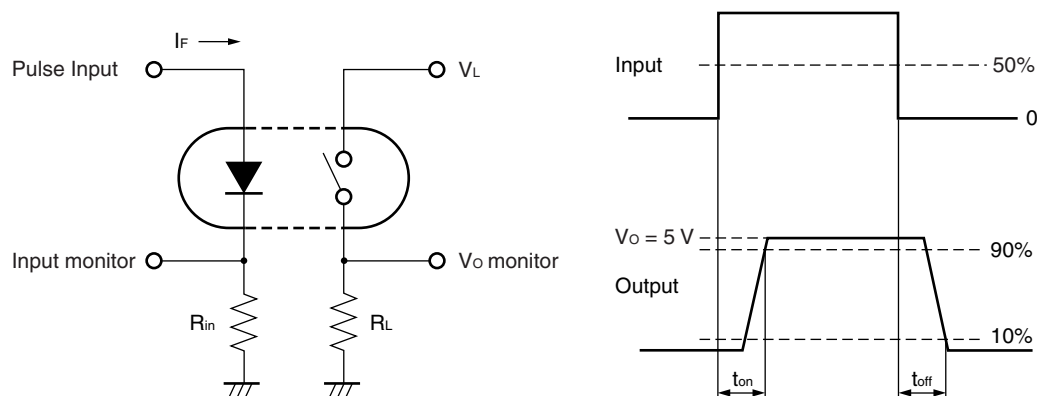 IF
Pulse Input
VL
Input monitor
VO monitor
Rin
RL
Input
50%
0
VO = 5 V
90%
Output
10%
ton
toff